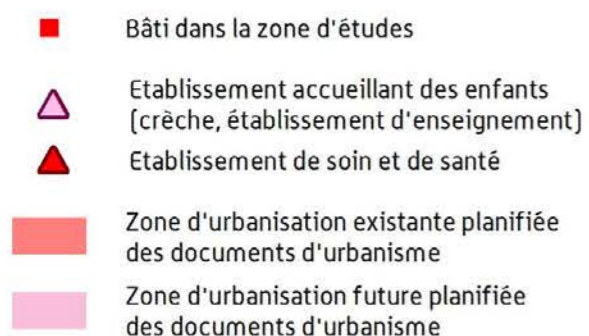 Bâti dans la zone d'études
Etablissement accueillant des enfants
(crèche, établissement d'enseignement)
Etablissement de soin et de santé
Zone d'urbanisation existante planifiée
des documents d'urbanisme
Zone d'urbanisation future planifiée
des documents d'urbanisme